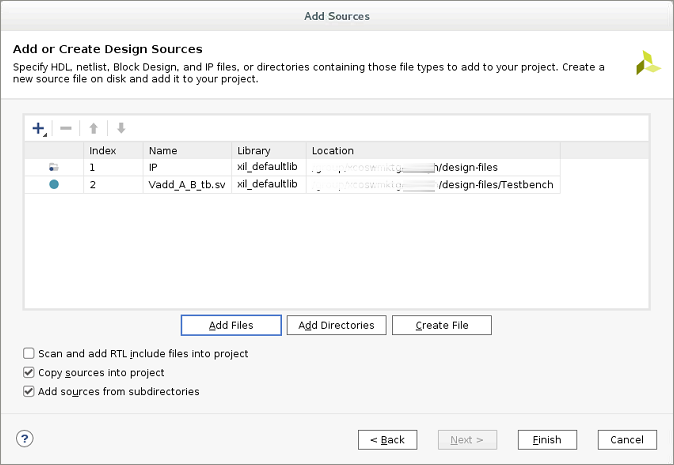 Add Sources
Add or Create Design Sources
Specify HDL, netlist, Block Design, and IP files, or directories containing those file types to add to your project. Create a
new source file on disk and add it to your project.
Index Name Library Location
1 IP xil_defaultlib /design-files
2 Vadd_A_B_tb.sv xil_defaultlib /design-files/Testbench
Add Files Add Directories Create File
Scan and add RTL include files into project
Copy sources into project
Add sources from subdirectories
? < Back Next > Finish Cancel